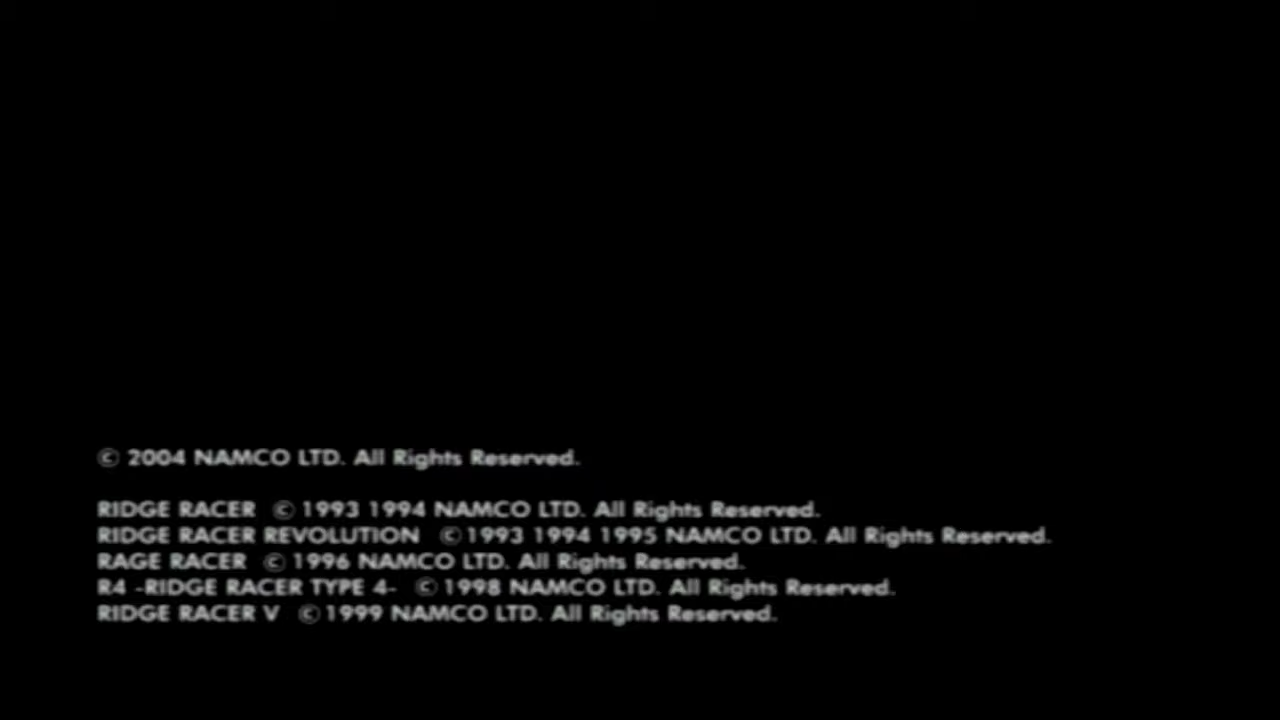 © 2004 NAMCO LTD. All Rights Reserved.
RIDGE RACER © 1993 1994 NAMCO LTD. All Rights Reserved.
RIDGE RACER REVOLUTION © 1993 1994 1995 NAMCO LTD. All Rights Reserved.
RAGE RACER © 1996 NAMCO LTD. All Rights Reserved.
R4 -RIDGE RACER TYPE 4- © 1998 NAMCO LTD. All Rights Reserved.
RIDGE RACER V © 1999 NAMCO LTD. All Rights Reserved.